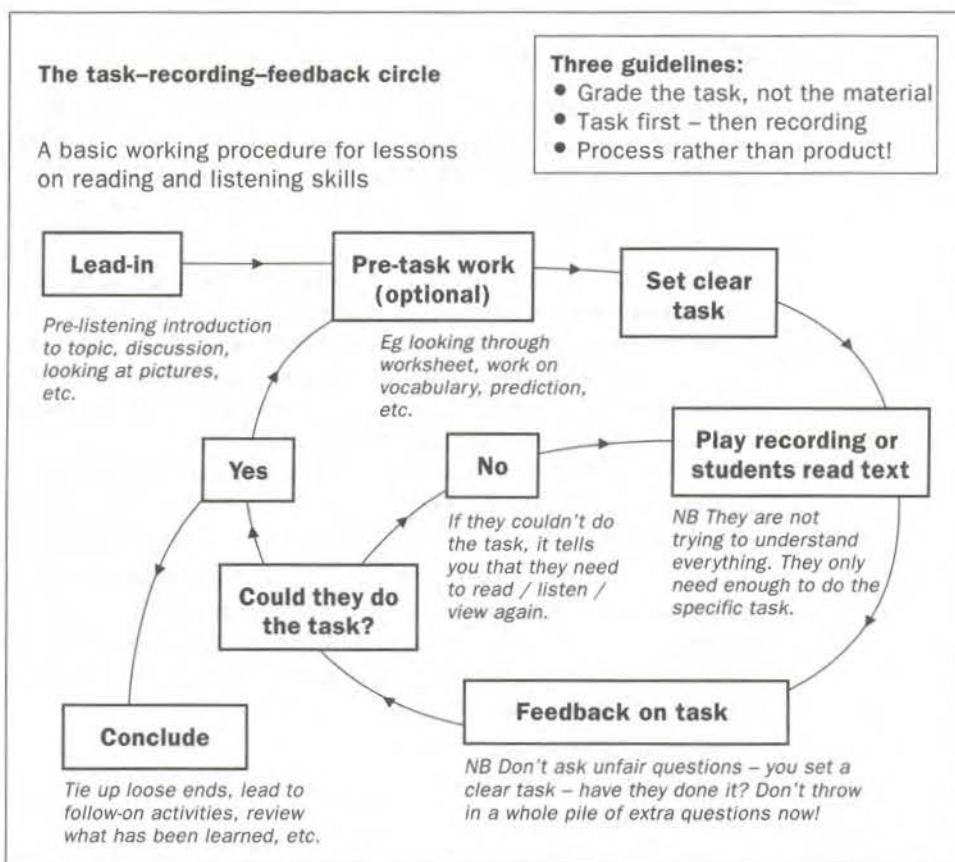 The task–recording–feedback circle
A basic working procedure for lessons
on reading and listening skills
Three guidelines:
● Grade the task, not the material
● Task first – then recording
● Process rather than product!
Lead-in
Pre-listening introduction
to topic, discussion,
looking at pictures,
etc.
Pre-task work
(optional)
Eg looking through
worksheet, work on
vocabulary, prediction,
etc.
Set clear
task
Play recording or
students read text
NB They are not
trying to understand
everything. They only
need enough to do the
specific task.
Feedback on task
NB Don't ask unfair questions – you set a
clear task – have they done it? Don't throw
in a whole pile of extra questions now!
Could they do
the task?
No
If they couldn't do
the task, it tells
you that they need
to read / listen /
view again.
Yes
Conclude
Tie up loose ends, lead to
follow-on activities, review
what has been learned, etc.